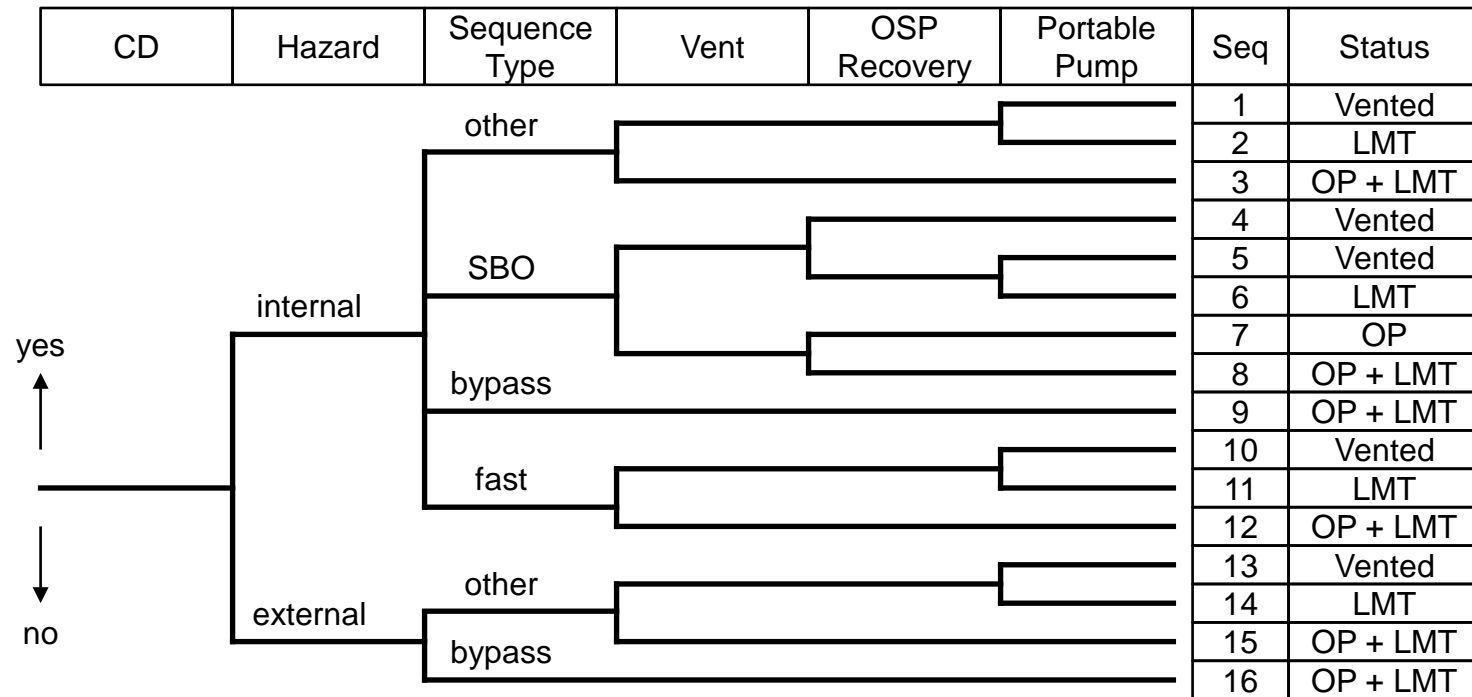 CD Hazard Sequence Type Vent OSP Recovery Portable Pump Seq Status
1 Vented
other
2 LMT
3 OP + LMT
4 Vented
5 Vented
SBO
6 LMT
internal
7 OP
yes
8 OP + LMT
bypass
9 OP + LMT
10 Vented
fast
11 LMT
12 OP + LMT
13 Vented
other
14 LMT
external
no
15 OP + LMT
bypass
16 OP + LMT